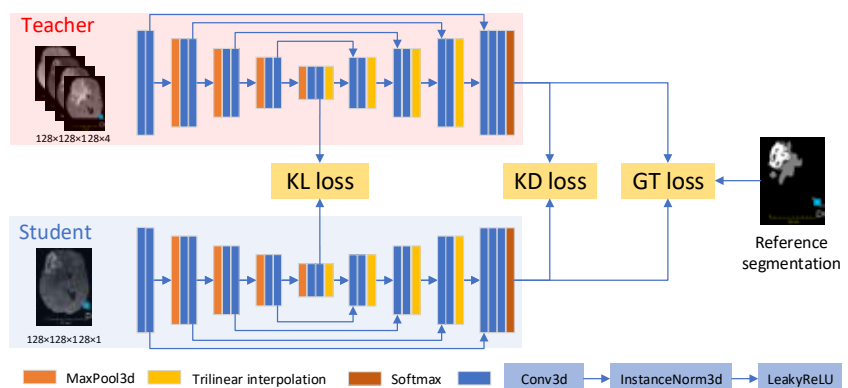 Teacher
128×128×128×4
KL loss
KD loss
GT loss
Student
128×128×128×1
Reference
segmentation
MaxPool3d
Trilinear interpolation
Softmax
Conv3d
InstanceNorm3d
LeakyReLU